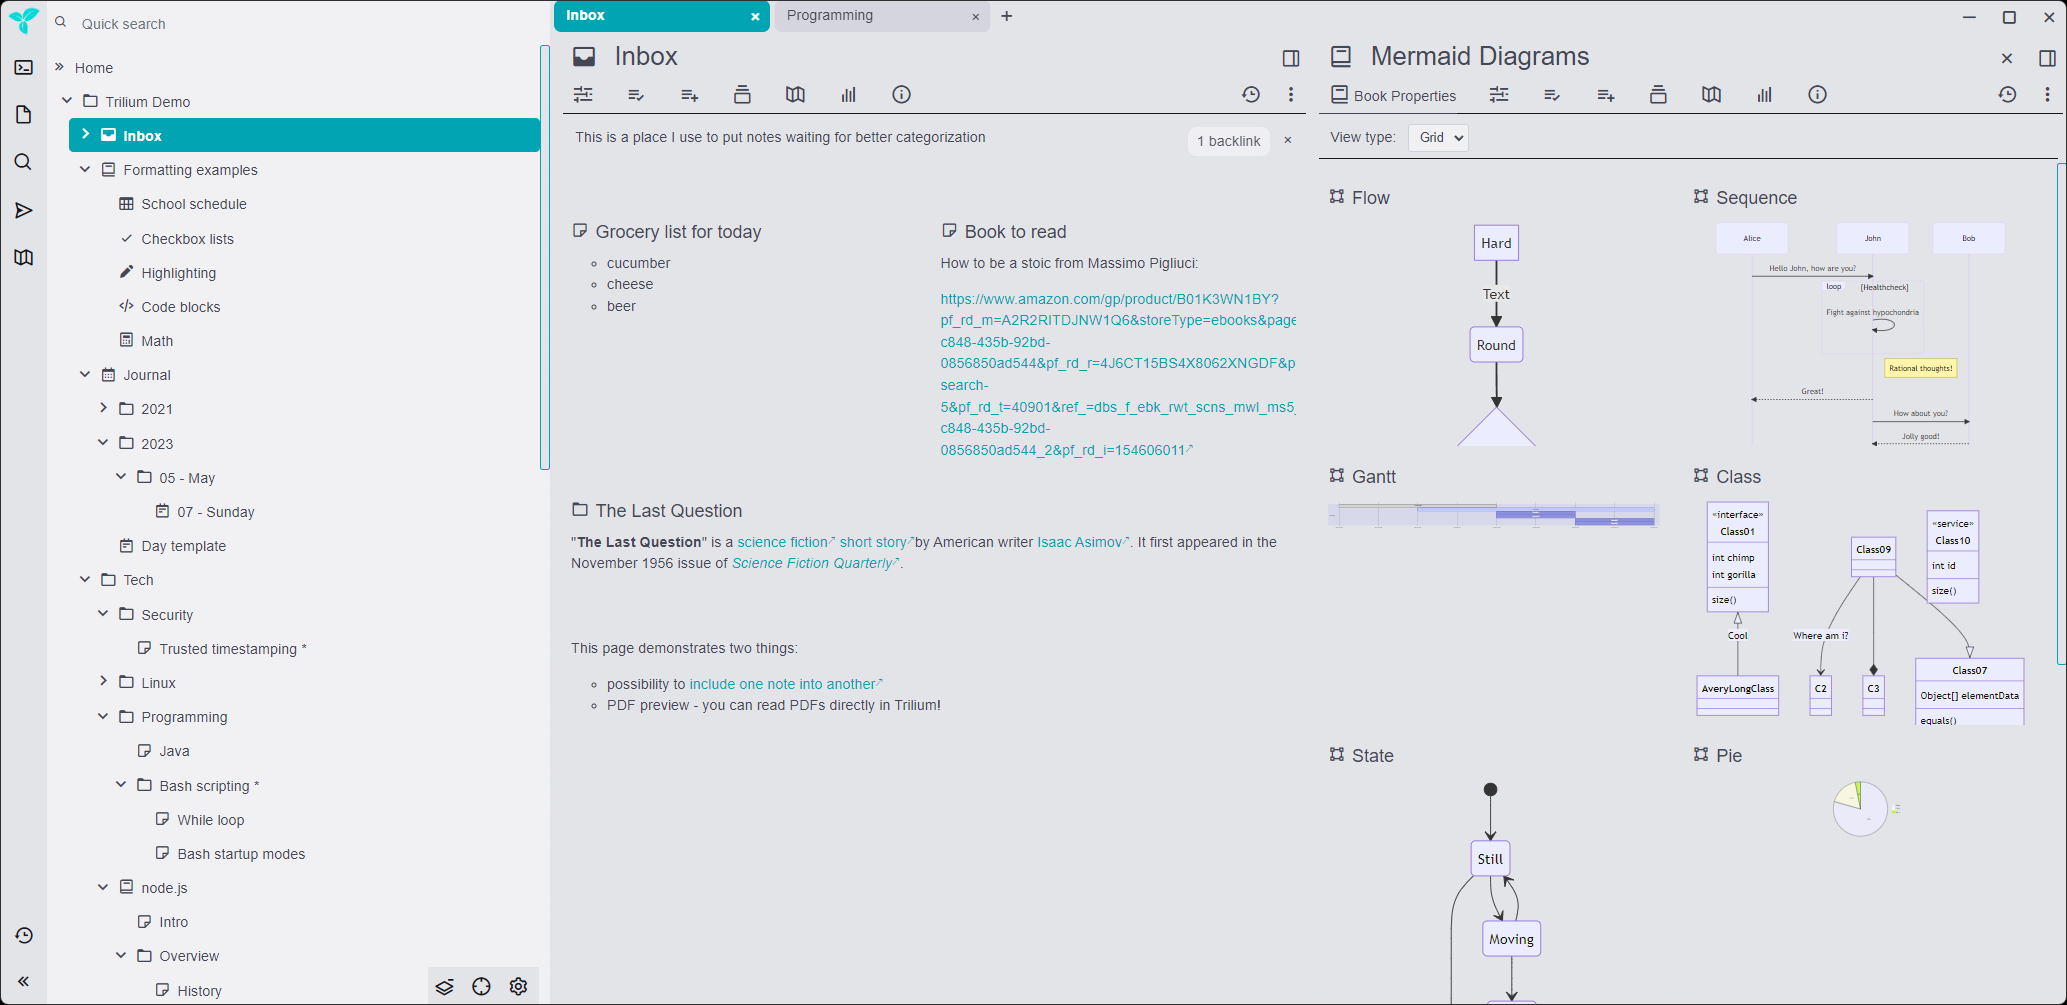 Quick search
Home
Trilium Demo
Inbox
Formatting examples
School schedule
Checkbox lists
Highlighting
Code blocks
Math
Journal
2021
2023
05 - May
07 - Sunday
Day template
Tech
Security
Trusted timestamping *
Linux
Programming
Java
Bash scripting *
While loop
Bash startup modes
node.js
Intro
Overview
History
Inbox
Programming
Inbox
This is a place I use to put notes waiting for better categorization
1 backlink
Grocery list for today
cucumber
cheese
beer
Book to read
How to be a stoic from Massimo Pigliuci:
https://www.amazon.com/gp/product/B01K3WN1BY?
pf_rd_m=A2R2RITDJNW1Q6&storeType=ebooks&page
c848-435b-92bd-
0856850ad544&pf_rd_r=4J6CT15BS4X8062XNGDF&p
search-
5&pf_rd_t=40901&ref_=dbs_f_ebk_rwt_scns_mwl_ms5_
c848-435b-92bd-
0856850ad544_2&pf_rd_i=154606011
The Last Question
"The Last Question" is a science fiction short story by American writer Isaac Asimov. It first appeared in the
November 1956 issue of Science Fiction Quarterly.
This page demonstrates two things:
possibility to include one note into another
PDF preview - you can read PDFs directly in Trilium!
Mermaid Diagrams
Book Properties
View type: Grid
Flow
Hard
Text
Round
Sequence
Alice John Bob
Hello John, how are you?
loop [Healthcheck]
Fight against hypochondria
Rational thoughts!
Great!
How about you?
Jolly good!
Gantt
Class
«interface»
Class01
int chimp
int gorilla
size()
Cool
AveryLongClass
Class09
Where am i?
C2
C3
«service»
Class10
int id
size()
Class07
Object[] elementData
equals()
State
Still
Moving
Pie